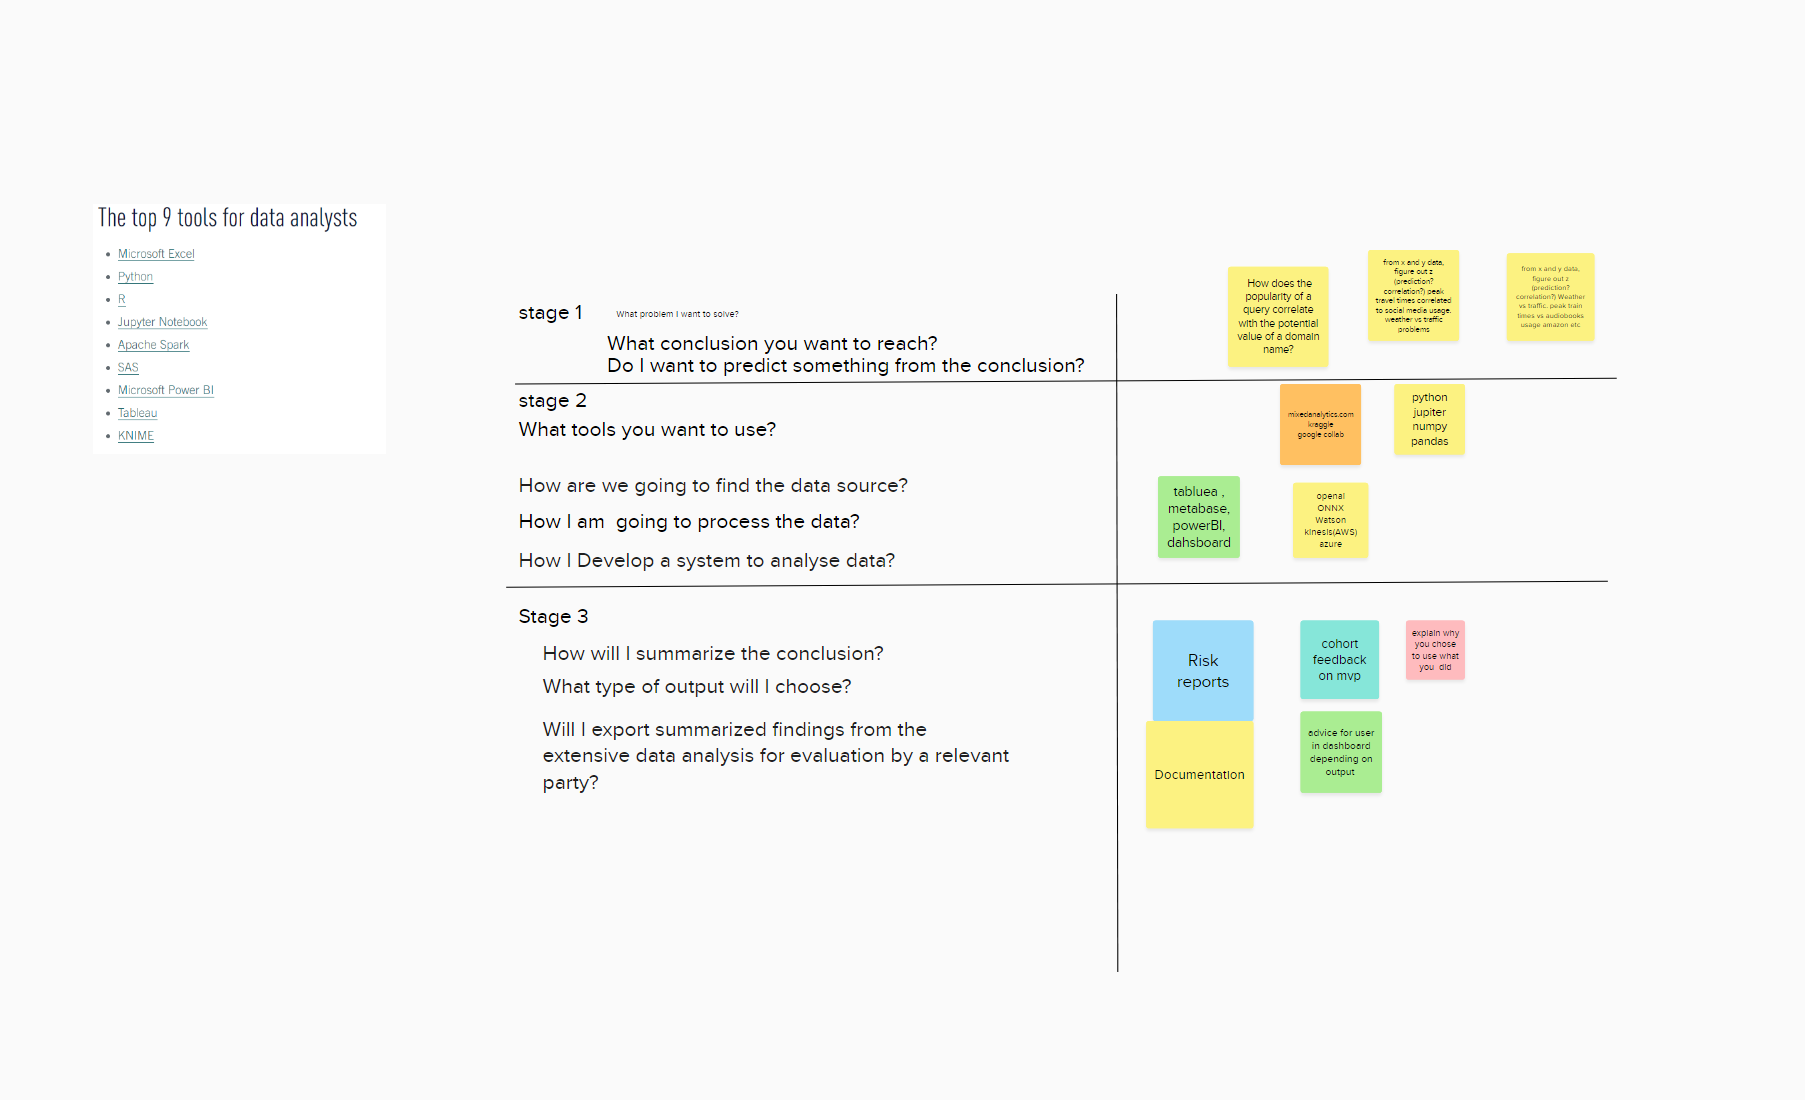 The top 9 tools for data analysts
Microsoft Excel
Python
R
Jupyter Notebook
Apache Spark
SAS
Microsoft Power BI
Tableau
KNIME
stage 1
What problem I want to solve?
What conclusion you want to reach?
Do I want to predict something from the conclusion?
How does the
popularity of a
query correlate
with the potential
value of a domain
name?
from x and y data,
figure out z
(prediction?
correlation?) peak
travel times correlated
to social media usage.
weather vs traffic
problems
from x and y data,
figure out z
(prediction?
correlation?) Weather
vs traffic. peak train
times vs audiobooks
usage amazon etc
stage 2
What tools you want to use?
How are we going to find the data source?
How I am  going to process the data?
How I Develop a system to analyse data?
mixedanalytics.com
kraggle
google collab
python
jupiter
numpy
pandas
tabluea ,
metabase,
powerBI,
dahsboard
openai
ONNX
Watson
kinesis(AWS)
azure
Stage 3
How will I summarize the conclusion?
What type of output will I choose?
Will I export summarized findings from the
extensive data analysis for evaluation by a relevant
party?
Risk
reports
cohort
feedback
on mvp
explain why
you chose
to use what
you  did
Documentation
advice for user
in dashboard
depending on
output